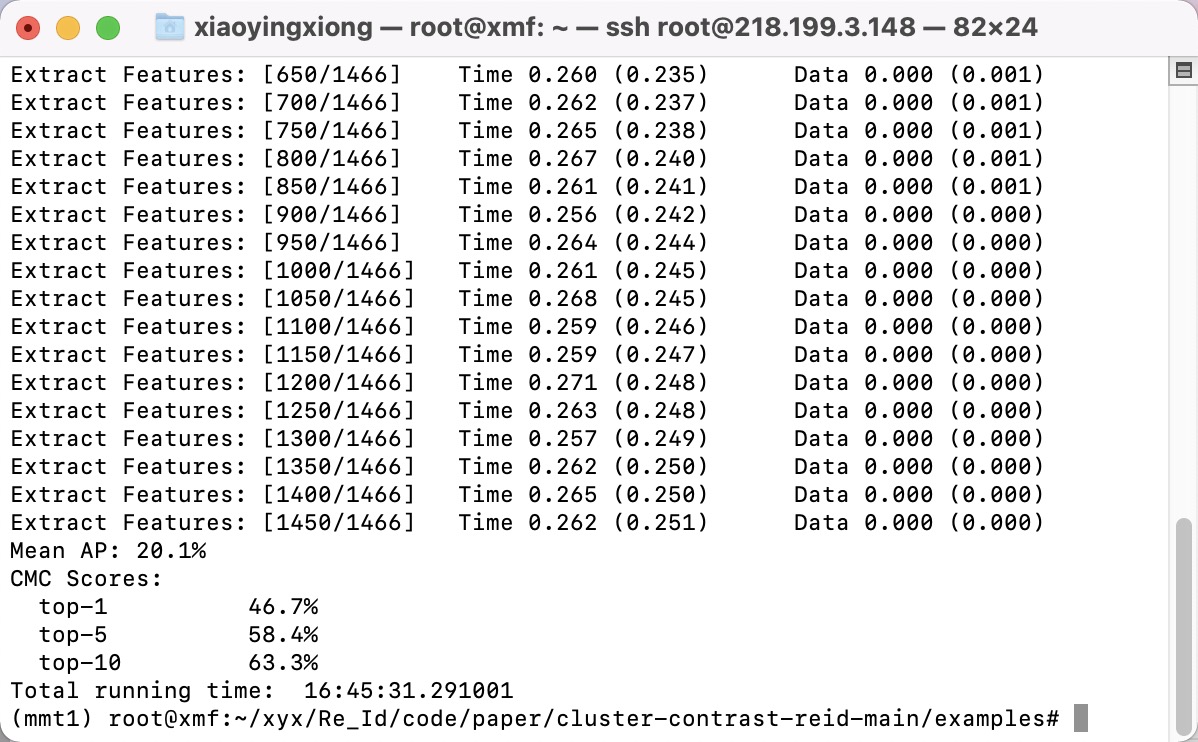 xiaoyingxiong — root@xmf: ~ — ssh root@218.199.3.148 — 82×24
Extract Features: [650/1466]    Time 0.260 (0.235)      Data 0.000 (0.001)
Extract Features: [700/1466]    Time 0.262 (0.237)      Data 0.000 (0.001)
Extract Features: [750/1466]    Time 0.265 (0.238)      Data 0.000 (0.001)
Extract Features: [800/1466]    Time 0.267 (0.240)      Data 0.000 (0.001)
Extract Features: [850/1466]    Time 0.261 (0.241)      Data 0.000 (0.001)
Extract Features: [900/1466]    Time 0.256 (0.242)      Data 0.000 (0.000)
Extract Features: [950/1466]    Time 0.264 (0.244)      Data 0.000 (0.000)
Extract Features: [1000/1466]   Time 0.261 (0.245)      Data 0.000 (0.000)
Extract Features: [1050/1466]   Time 0.268 (0.245)      Data 0.000 (0.000)
Extract Features: [1100/1466]   Time 0.259 (0.246)      Data 0.000 (0.000)
Extract Features: [1150/1466]   Time 0.259 (0.247)      Data 0.000 (0.000)
Extract Features: [1200/1466]   Time 0.271 (0.248)      Data 0.000 (0.000)
Extract Features: [1250/1466]   Time 0.263 (0.248)      Data 0.000 (0.000)
Extract Features: [1300/1466]   Time 0.257 (0.249)      Data 0.000 (0.000)
Extract Features: [1350/1466]   Time 0.262 (0.250)      Data 0.000 (0.000)
Extract Features: [1400/1466]   Time 0.265 (0.250)      Data 0.000 (0.000)
Extract Features: [1450/1466]   Time 0.262 (0.251)      Data 0.000 (0.000)
Mean AP: 20.1%
CMC Scores:
  top-1          46.7%
  top-5          58.4%
  top-10         63.3%
Total running time:  16:45:31.291001
(mmt1) root@xmf:~/xyx/Re_Id/code/paper/cluster-contrast-reid-main/examples#